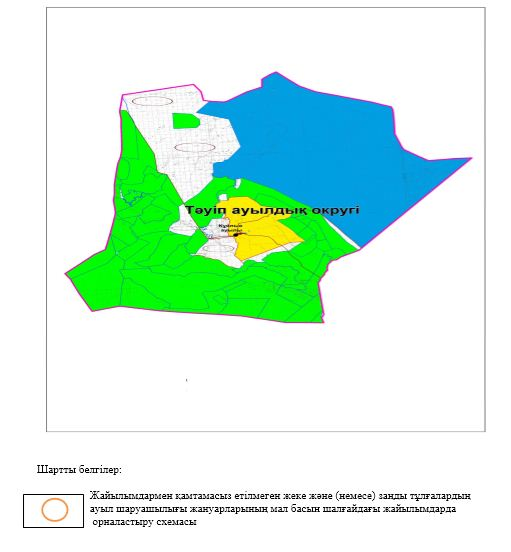 Тәуіп ауылдық округі
Шартты белгілер:
Жайылымдармен қамтамасыз етілмеген жеке және (немесе) заңды тұлғалардың
ауыл шаруашылығы жануарларының мал басын шалғайдағы жайылымдарда
орналастыру схемасы